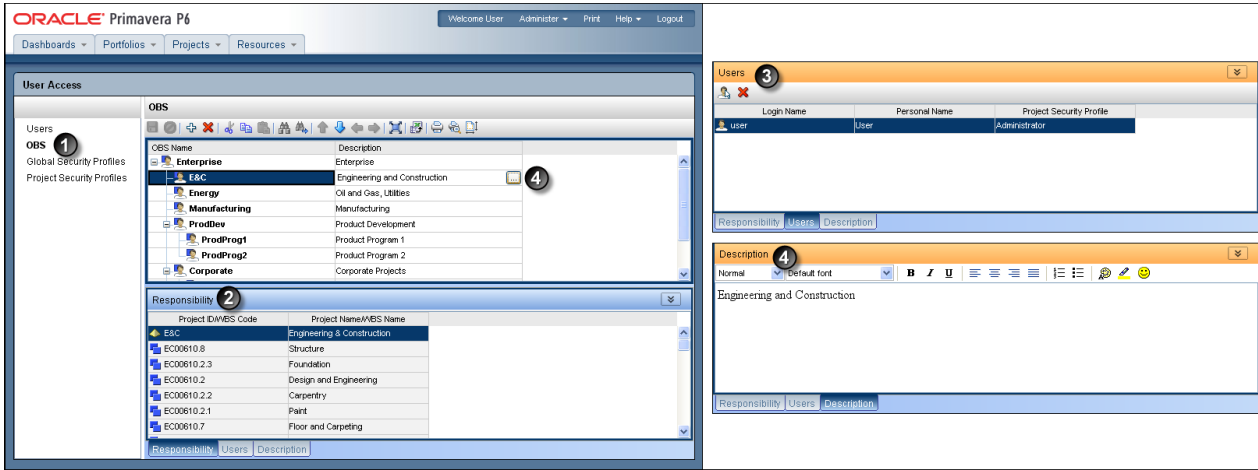 ORACLE Primavera P6
Welcome User Administer Print Help Logout
Dashboards Portfolios Projects Resources
User Access
Users
OBS 1
Global Security Profiles
Project Security Profiles
OBS
OBS Name Description
Enterprise Enterprise
E&C Engineering and Construction ... 4
Energy Oil and Gas, Utilities
Manufacturing Manufacturing
ProdDev Product Development
ProdProg1 Product Program 1
ProdProg2 Product Program 2
Corporate Corporate Projects
Responsibility 2
Project ID/WBS Code Project Name/WBS Name
E&C Engineering & Construction
EC00610.8 Structure
EC00610.2.3 Foundation
EC00610.2 Design and Engineering
EC00610.2.2 Carpentry
EC00610.2.1 Paint
EC00610.7 Floor and Carpeting
Responsibility Users Description
Users 3
Login Name Personal Name Project Security Profile
user User Administrator
Responsibility Users Description
Description 4
Normal Default font B I U
Engineering and Construction
Responsibility Users Description